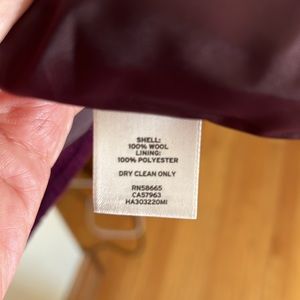 SHELL:
100% WOOL
LINING:
100% POLYESTER
DRY CLEAN ONLY
RN58665
CA57963
HA303220MI